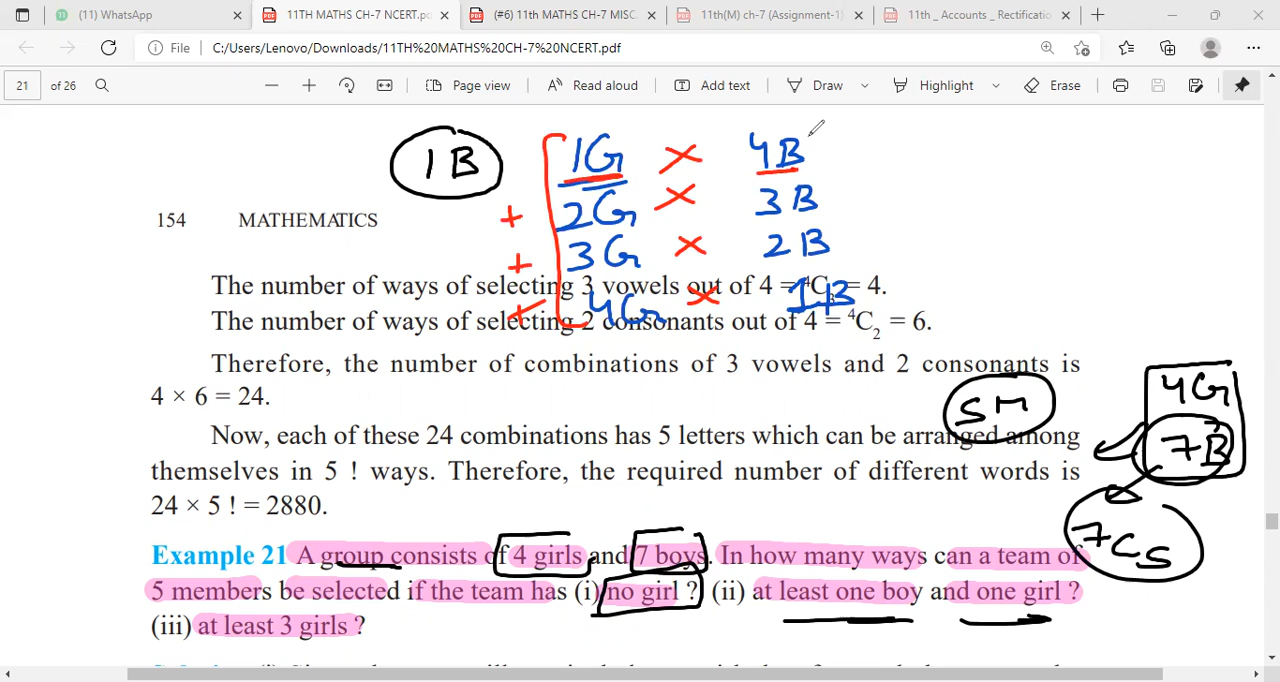 (11) WhatsApp
11TH MATHS CH-7 NCERT.pdf
(#6) 11th MATHS CH-7 MISC
11th(M) ch-7 (Assignment-1)
11th _ Accounts _ Rectificatio
File C:/Users/Lenovo/Downloads/11TH%20MATHS%20CH-7%20NCERT.pdf
21 of 26 Page view Read aloud Add text Draw Highlight Erase
1B 1G × 4B
+ 2G × 3B
+ 3G × 2B
+ 4G × 1B
154 MATHEMATICS
The number of ways of selecting 3 vowels out of 4 = ⁴C₃ = 4.
The number of ways of selecting 2 consonants out of 4 = ⁴C₂ = 6.
Therefore, the number of combinations of 3 vowels and 2 consonants is
4 × 6 = 24.
5M 4G
7B
Now, each of these 24 combinations has 5 letters which can be arranged among
themselves in 5 ! ways. Therefore, the required number of different words is
24 × 5 ! = 2880.
7C5
Example 21 A group consists of 4 girls and 7 boys. In how many ways can a team of
5 members be selected if the team has (i) no girl ? (ii) at least one boy and one girl ?
(iii) at least 3 girls ?